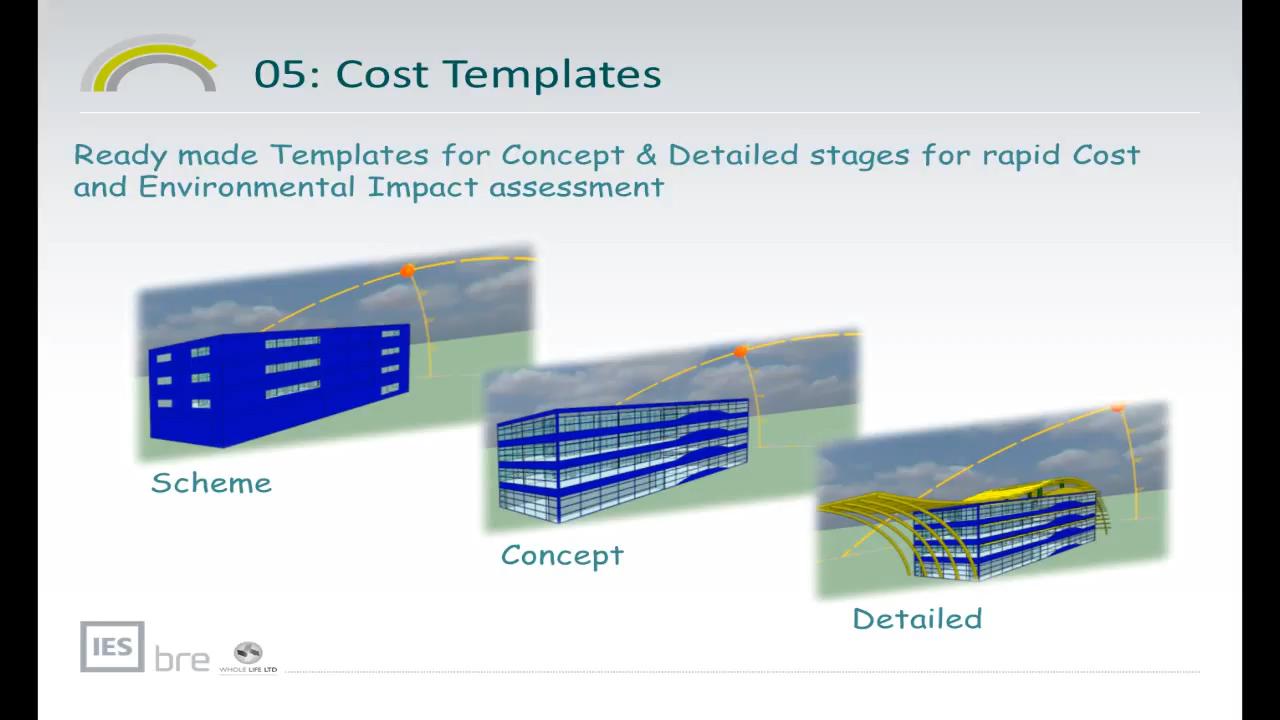 05: Cost Templates
Ready made Templates for Concept & Detailed stages for rapid Cost
and Environmental Impact assessment
Scheme
Concept
Detailed
IES
bre
WHOLE LIFE LTD